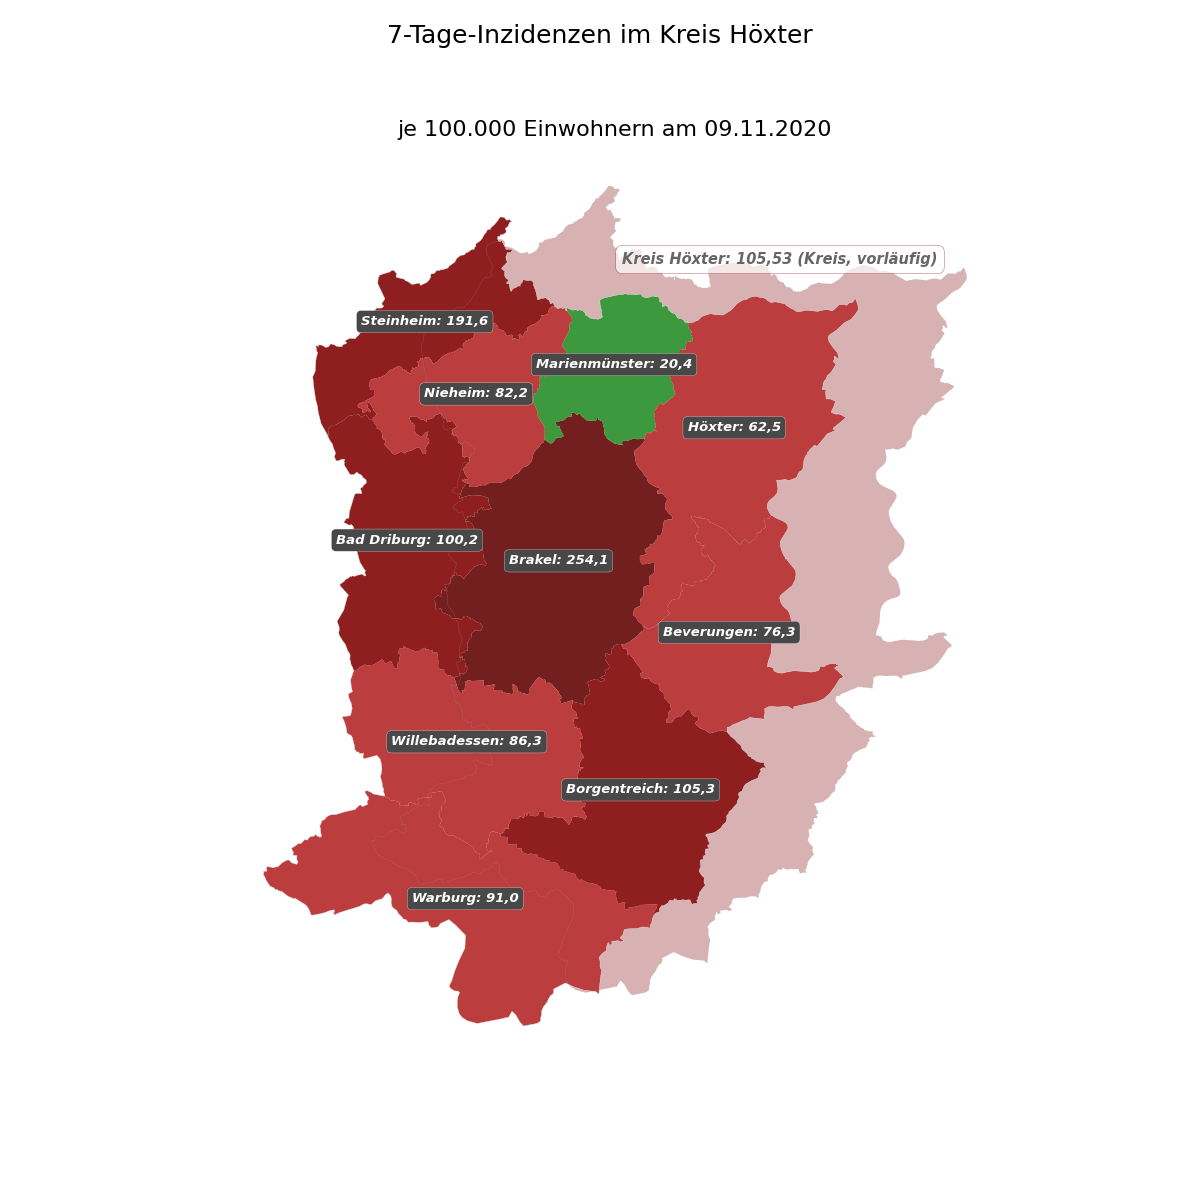 7-Tage-Inzidenzen im Kreis Höxter
je 100.000 Einwohnern am 09.11.2020
Kreis Höxter: 105,53 (Kreis, vorläufig)
Steinheim: 191,6
Marienmünster: 20,4
Nieheim: 82,2
Höxter: 62,5
Bad Driburg: 100,2
Brakel: 254,1
Beverungen: 76,3
Willebadessen: 86,3
Borgentreich: 105,3
Warburg: 91,0